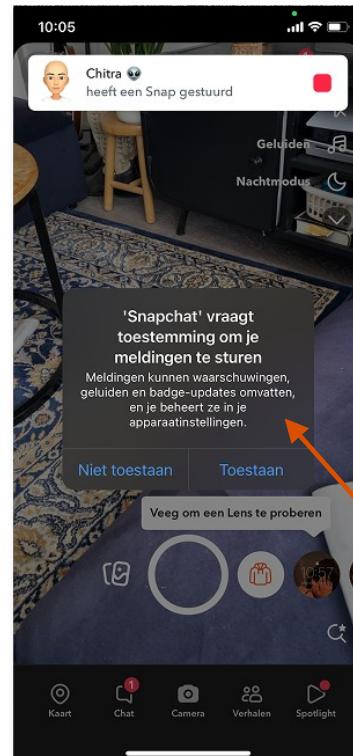 10:05
Chitra
heeft een Snap gestuurd
Geluiden
Nachtmodus
'Snapchat' vraagt
toestemming om je
meldingen te sturen
Meldingen kunnen waarschuwingen,
geluiden en badge-updates omvatten,
en je beheert ze in je
apparaatinstellingen.
Niet toestaan
Toestaan
Veeg om een Lens te proberen
10:57
1
Kaart
Chat
Camera
Verhalen
Spotlight